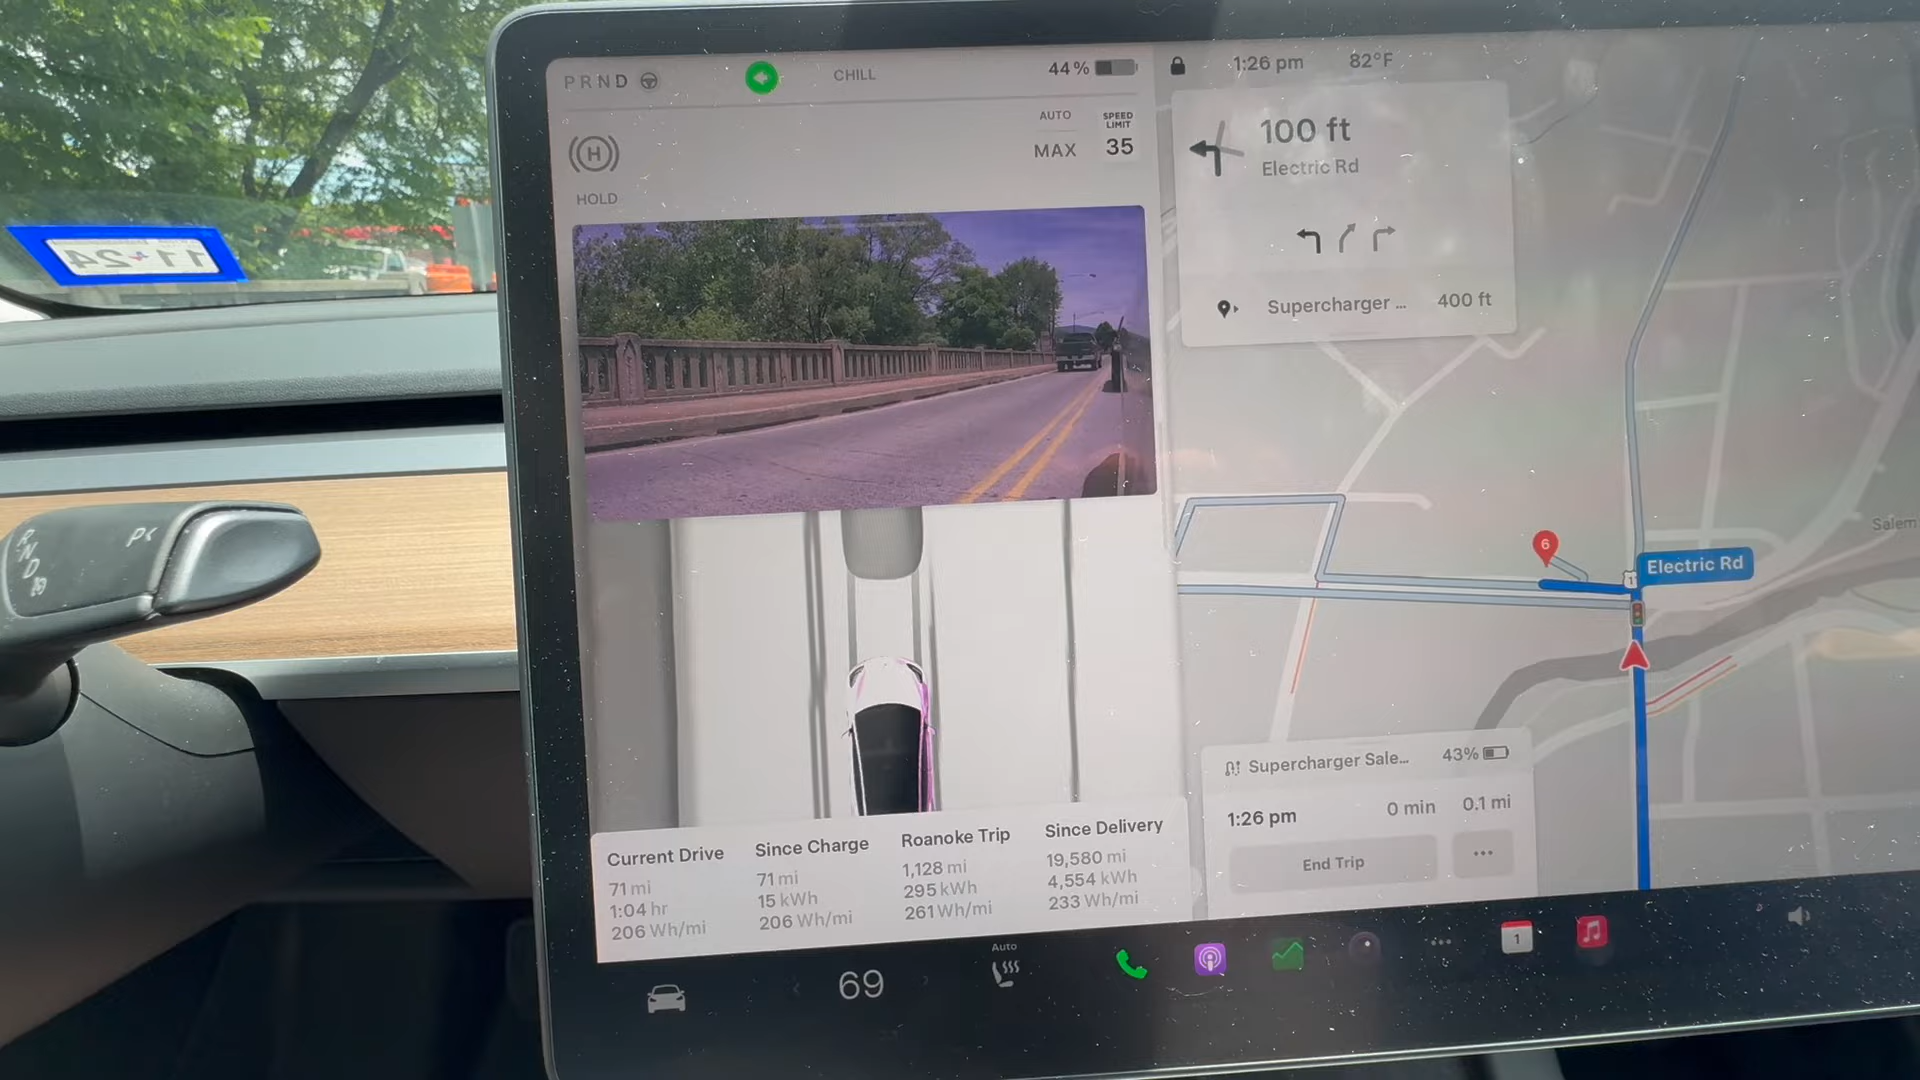 P R N D
CHILL
44 %
1:26 pm
82°F
H
HOLD
AUTO
MAX
SPEED
LIMIT
35
100 ft
Electric Rd
Supercharger ...
400 ft
11 24
P<
R
N
D
6
11
Electric Rd
Salem
Supercharger Sale...
43%
1:26 pm
0 min
0.1 mi
End Trip
...
Current Drive
71 mi
1:04 hr
206 Wh/mi
Since Charge
71 mi
15 kWh
206 Wh/mi
Roanoke Trip
1,128 mi
295 kWh
261 Wh/mi
Since Delivery
19,580 mi
4,554 kWh
233 Wh/mi
< 69 >
Auto
1